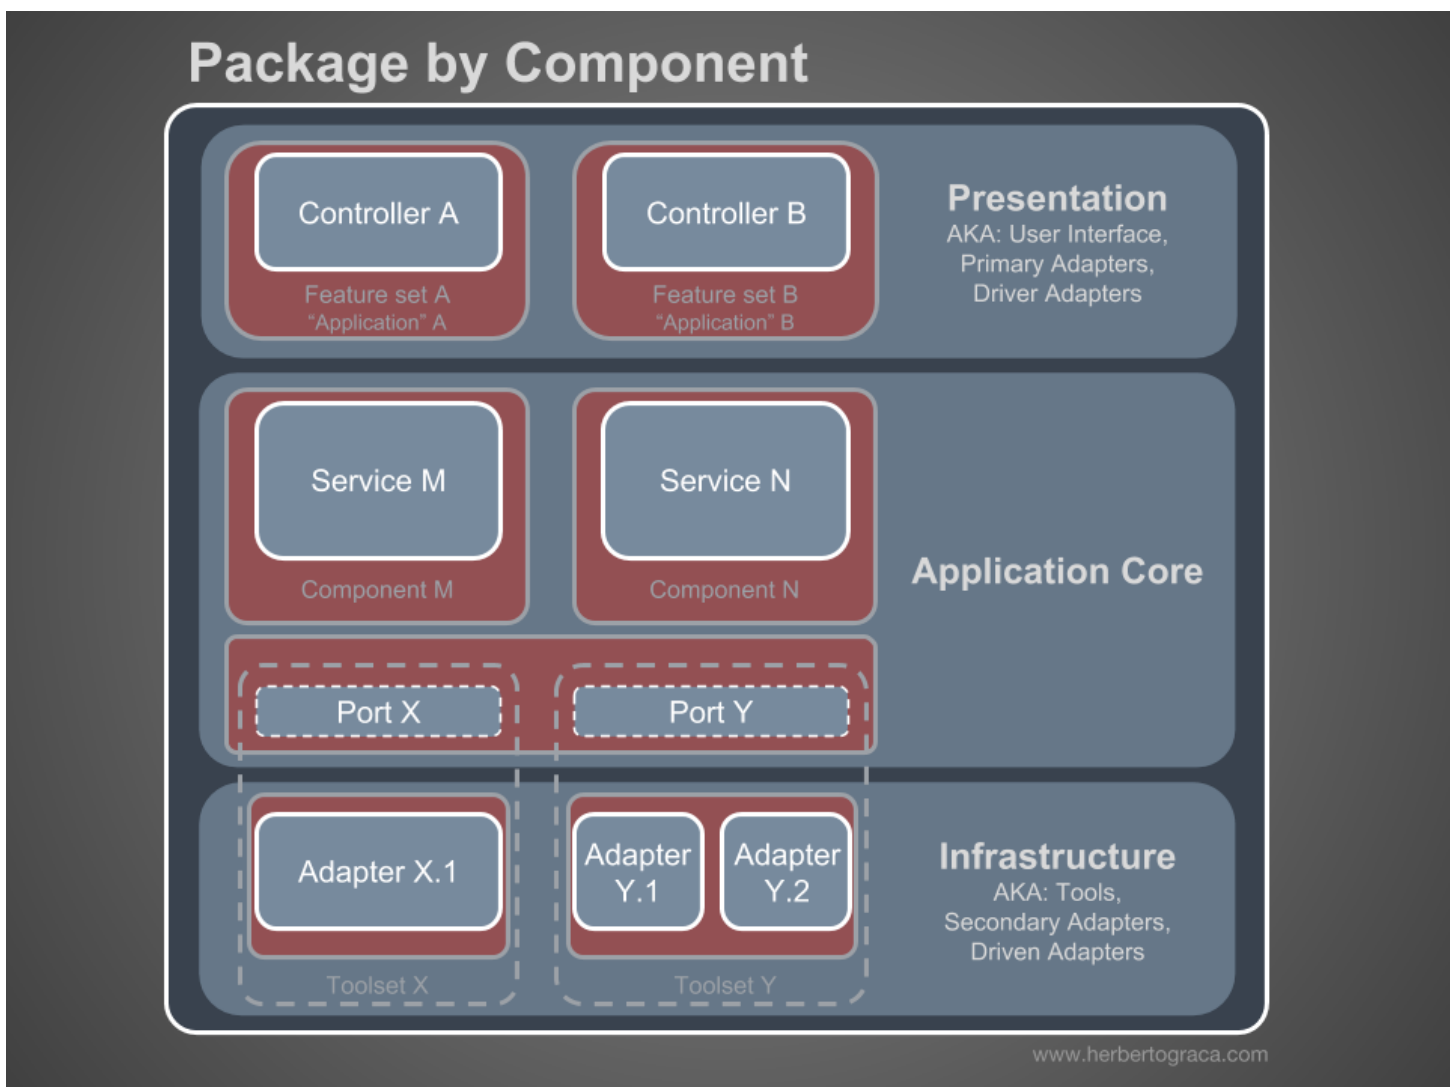 Package by Component
Controller A
Feature set A
“Application” A
Controller B
Feature set B
“Application” B
Presentation
AKA: User Interface,
Primary Adapters,
Driver Adapters
Service M
Component M
Service N
Component N
Application Core
Port X
Port Y
Adapter X.1
Toolset X
Adapter
Y.1
Adapter
Y.2
Toolset Y
Infrastructure
AKA: Tools,
Secondary Adapters,
Driven Adapters
www.herbertograca.com